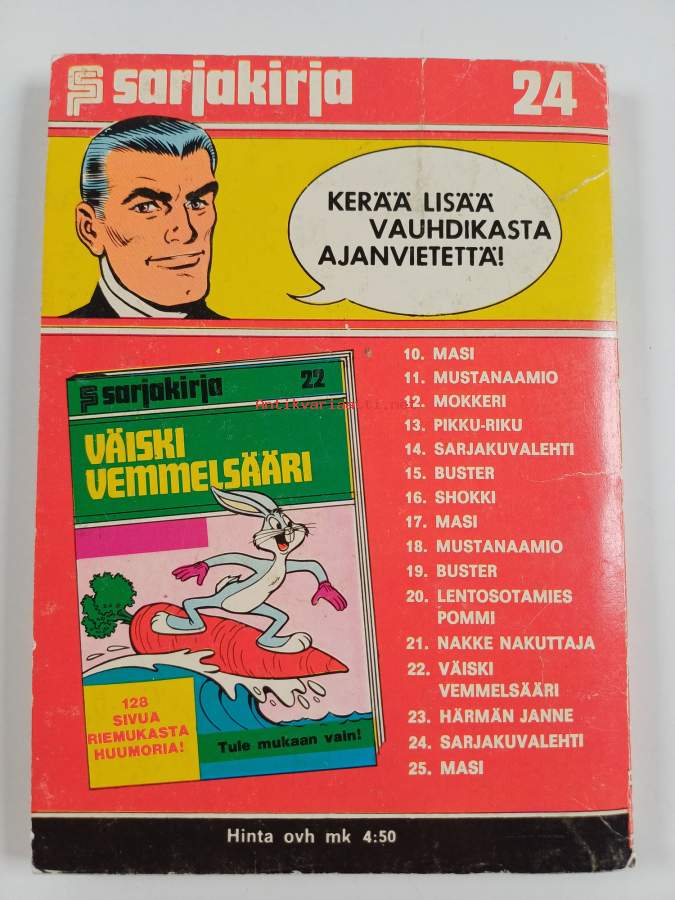 sarjakirja 24
KERÄÄ LISÄÄ
VAUHDIKASTA
AJANVIETETTÄ!
sarjakirja 22
VÄISKI
VEMMELSÄÄRI
128
SIVUA
RIEMUKASTA
HUUMORIA!
Tule mukaan vain!
10. MASI
11. MUSTANAAMIO
12. MOKKERI
13. PIKKU-RIKU
14. SARJAKUVALEHTI
15. BUSTER
16. SHOKKI
17. MASI
18. MUSTANAAMIO
19. BUSTER
20. LENTOSOTAMIES
POMMI
21. NAKKE NAKUTTAJA
22. VÄISKI
VEMMELSÄÄRI
23. HÄRMÄN JANNE
24. SARJAKUVALEHTI
25. MASI
Hinta ovh mk 4:50